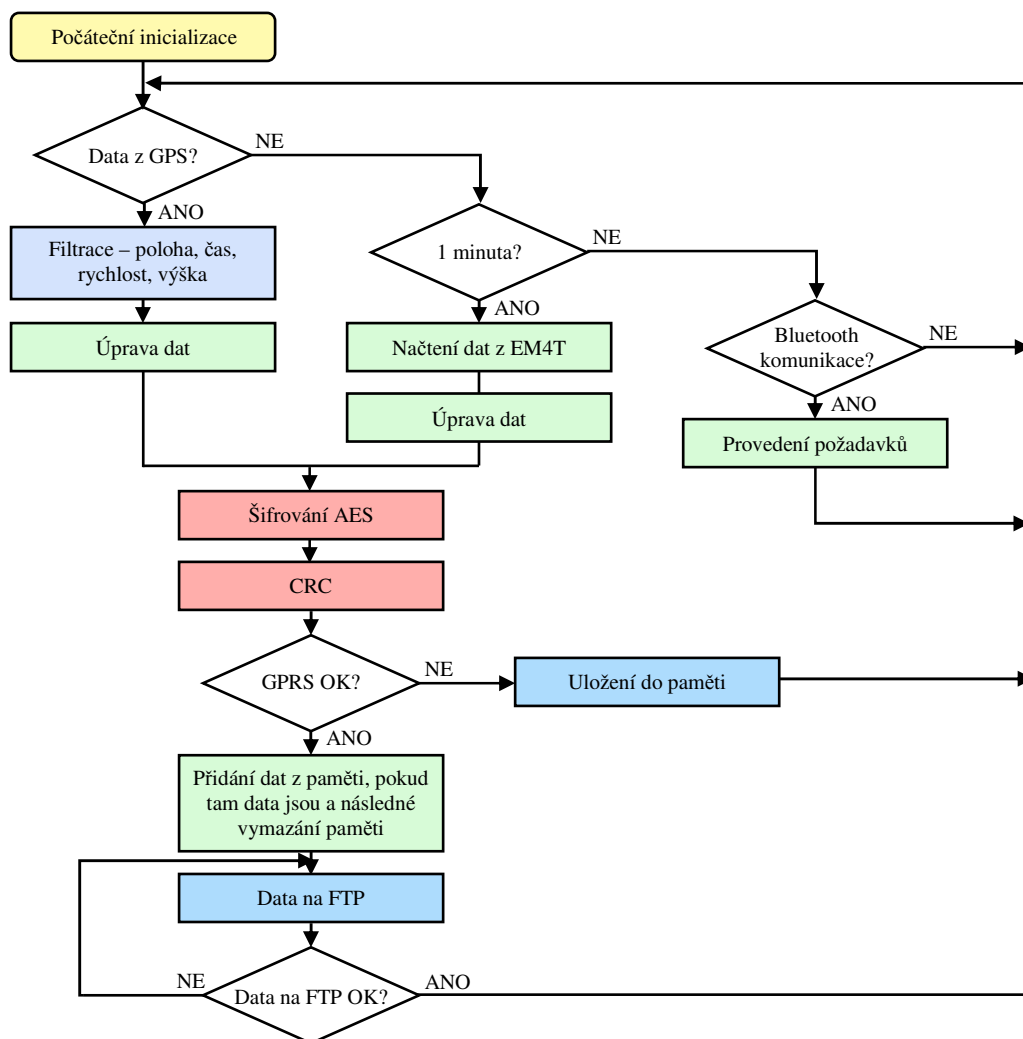 Počáteční inicializace
NE
Data z GPS?
ANO
Filtrace – poloha, čas,
rychlost, výška
Úprava dat
NE
1 minuta?
ANO
Načtení dat z EM4T
Úprava dat
NE
Bluetooth
komunikace?
ANO
Provedení požadavků
Šifrování AES
CRC
GPRS OK?
NE
Uložení do paměti
ANO
Přidání dat z paměti, pokud
tam data jsou a následné
vymazání paměti
Data na FTP
NE
Data na FTP OK?
ANO